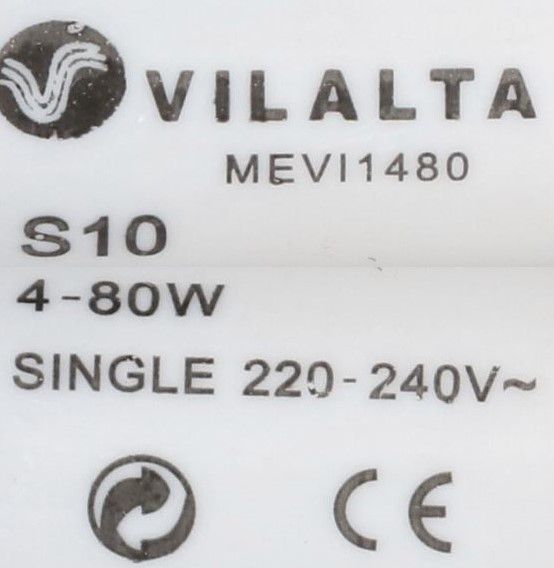 VILALTA
MEVI1480
S10
4-80W
SINGLE 220-240V~
CE